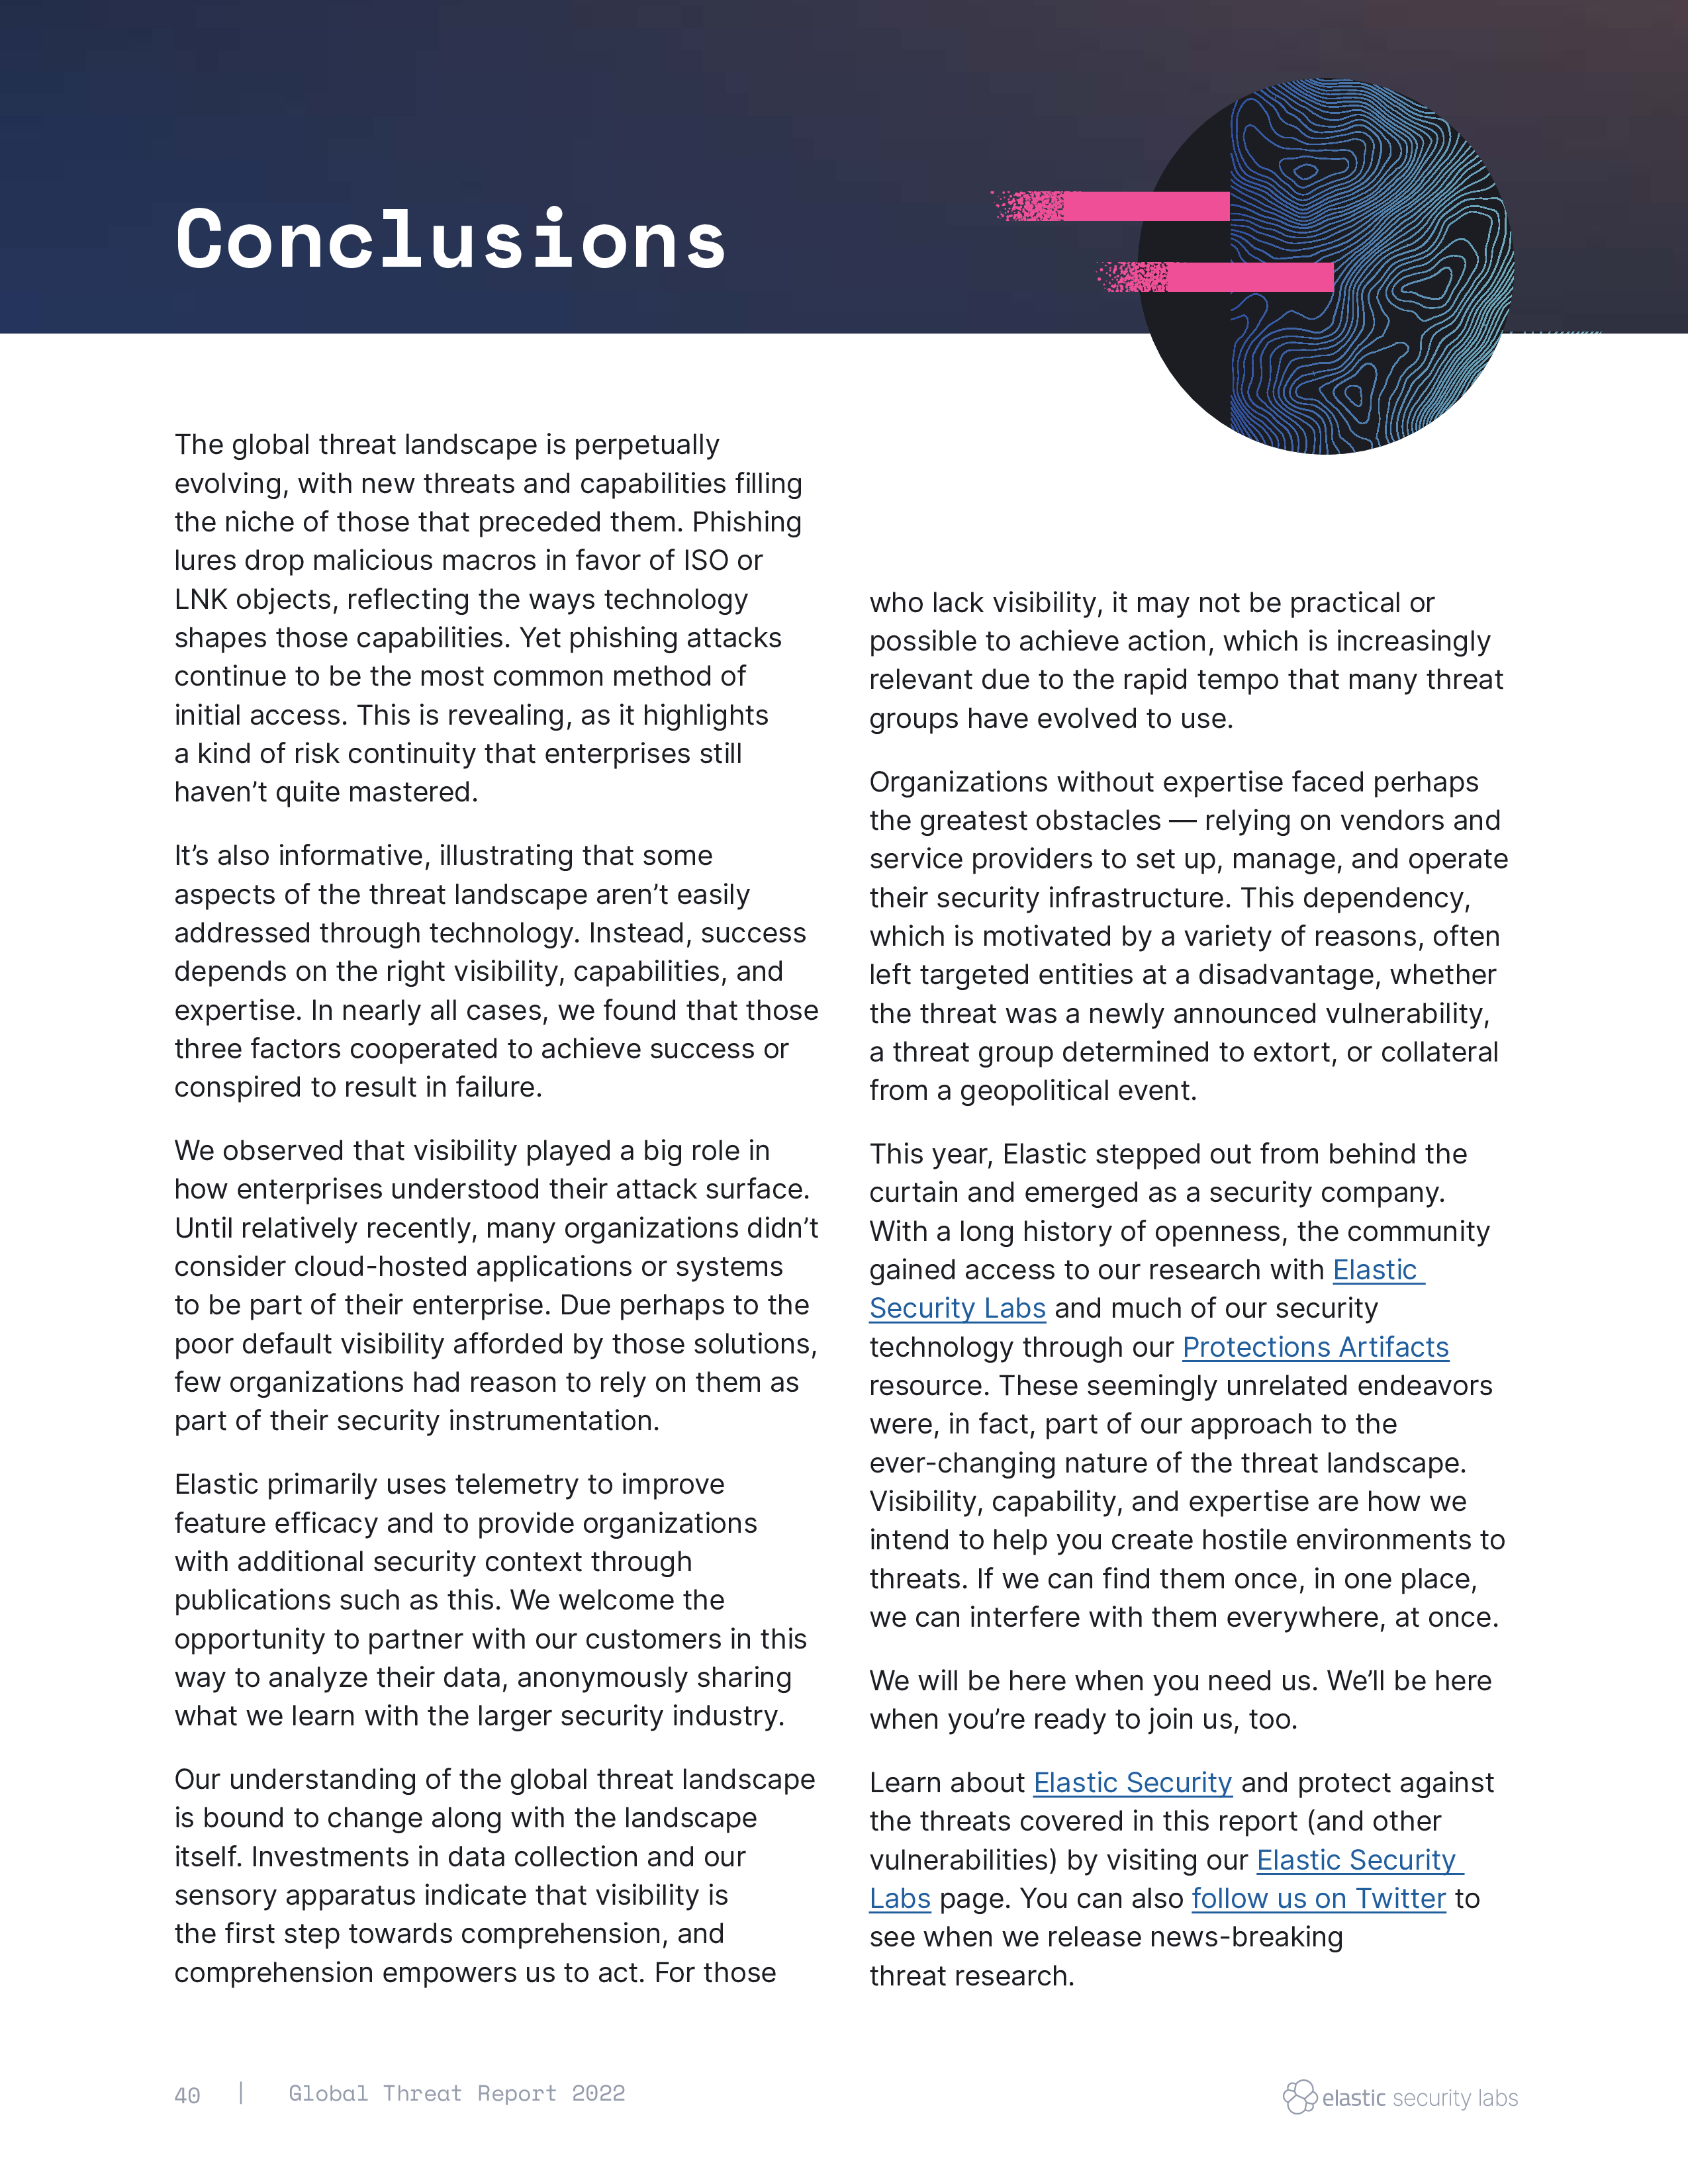 Conclusions
The global threat landscape is perpetually
evolving, with new threats and capabilities filling
the niche of those that preceded them. Phishing
lures drop malicious macros in favor of ISO or
LNK objects, reflecting the ways technology
shapes those capabilities. Yet phishing attacks
continue to be the most common method of
initial access. This is revealing, as it highlights
a kind of risk continuity that enterprises still
haven’t quite mastered.
It’s also informative, illustrating that some
aspects of the threat landscape aren’t easily
addressed through technology. Instead, success
depends on the right visibility, capabilities, and
expertise. In nearly all cases, we found that those
three factors cooperated to achieve success or
conspired to result in failure.
We observed that visibility played a big role in
how enterprises understood their attack surface.
Until relatively recently, many organizations didn’t
consider cloud-hosted applications or systems
to be part of their enterprise. Due perhaps to the
poor default visibility afforded by those solutions,
few organizations had reason to rely on them as
part of their security instrumentation.
Elastic primarily uses telemetry to improve
feature efficacy and to provide organizations
with additional security context through
publications such as this. We welcome the
opportunity to partner with our customers in this
way to analyze their data, anonymously sharing
what we learn with the larger security industry.
Our understanding of the global threat landscape
is bound to change along with the landscape
itself. Investments in data collection and our
sensory apparatus indicate that visibility is
the first step towards comprehension, and
comprehension empowers us to act. For those
who lack visibility, it may not be practical or
possible to achieve action, which is increasingly
relevant due to the rapid tempo that many threat
groups have evolved to use.
Organizations without expertise faced perhaps
the greatest obstacles — relying on vendors and
service providers to set up, manage, and operate
their security infrastructure. This dependency,
which is motivated by a variety of reasons, often
left targeted entities at a disadvantage, whether
the threat was a newly announced vulnerability,
a threat group determined to extort, or collateral
from a geopolitical event.
This year, Elastic stepped out from behind the
curtain and emerged as a security company.
With a long history of openness, the community
gained access to our research with Elastic
Security Labs and much of our security
technology through our Protections Artifacts
resource. These seemingly unrelated endeavors
were, in fact, part of our approach to the
ever-changing nature of the threat landscape.
Visibility, capability, and expertise are how we
intend to help you create hostile environments to
threats. If we can find them once, in one place,
we can interfere with them everywhere, at once.
We will be here when you need us. We’ll be here
when you’re ready to join us, too.
Learn about Elastic Security and protect against
the threats covered in this report (and other
vulnerabilities) by visiting our Elastic Security
Labs page. You can also follow us on Twitter to
see when we release news-breaking
threat research.
40 | Global Threat Report 2022
elastic security labs